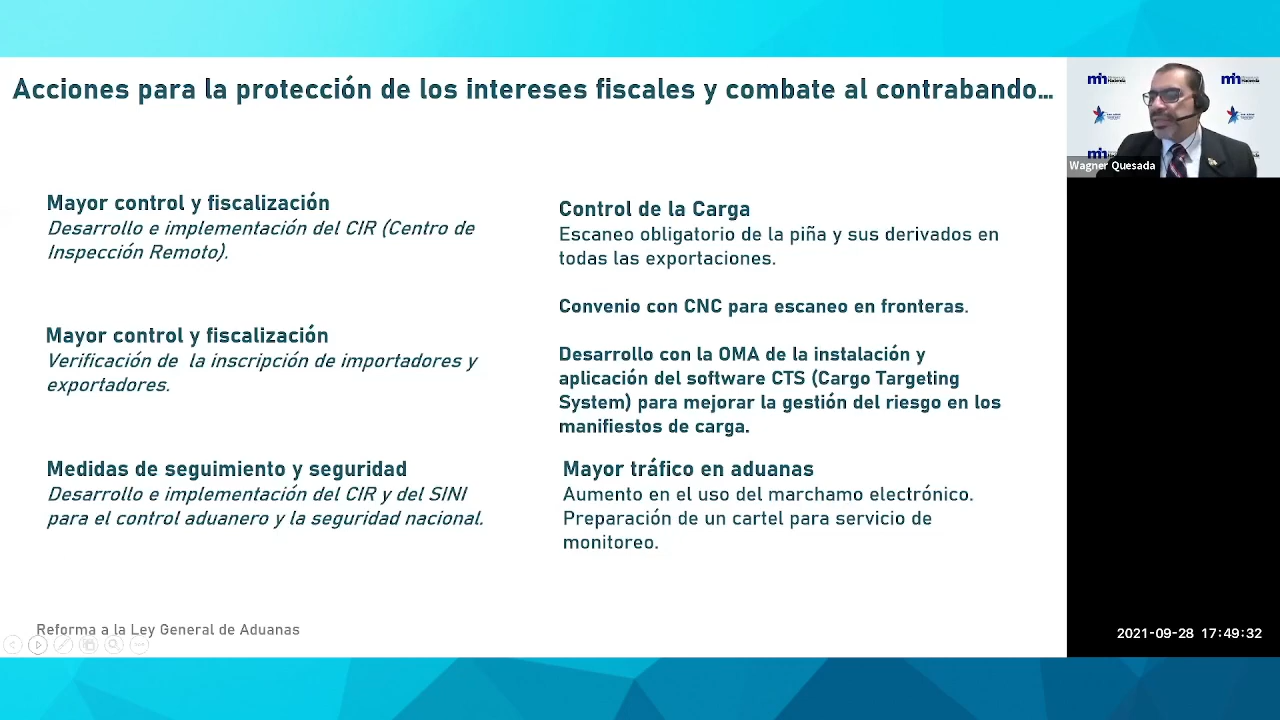 Acciones para la protección de los intereses fiscales y combate al contrabando...
Mayor control y fiscalización
Desarrollo e implementación del CIR (Centro de
Inspección Remoto).
Mayor control y fiscalización
Verificación de la inscripción de importadores y
exportadores.
Medidas de seguimiento y seguridad
Desarrollo e implementación del CIR y del SINI
para el control aduanero y la seguridad nacional.
Control de la Carga
Escaneo obligatorio de la piña y sus derivados en
todas las exportaciones.
Convenio con CNC para escaneo en fronteras.
Desarrollo con la OMA de la instalación y
aplicación del software CTS (Cargo Targeting
System) para mejorar la gestión del riesgo en los
manifiestos de carga.
Mayor tráfico en aduanas
Aumento en el uso del marchamo electrónico.
Preparación de un cartel para servicio de
monitoreo.
Reforma a la Ley General de Aduanas
Wagner Quesada
2021-09-28 17:49:32